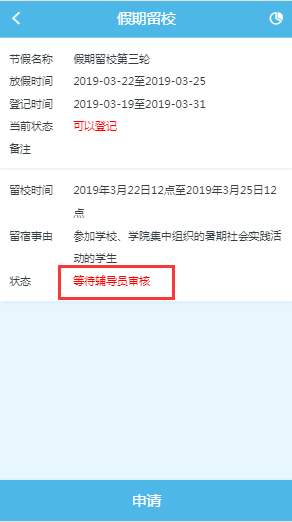 假期留校
节假名称 假期留校第三轮
放假时间 2019-03-22至2019-03-25
登记时间 2019-03-19至2019-03-31
当前状态 可以登记
备注
留校时间 2019年3月22日12点至2019年3月25日12
点
留宿事由 参加学校、学院集中组织的暑期社会实践活
动的学生
状态 等待辅导员审核
申请